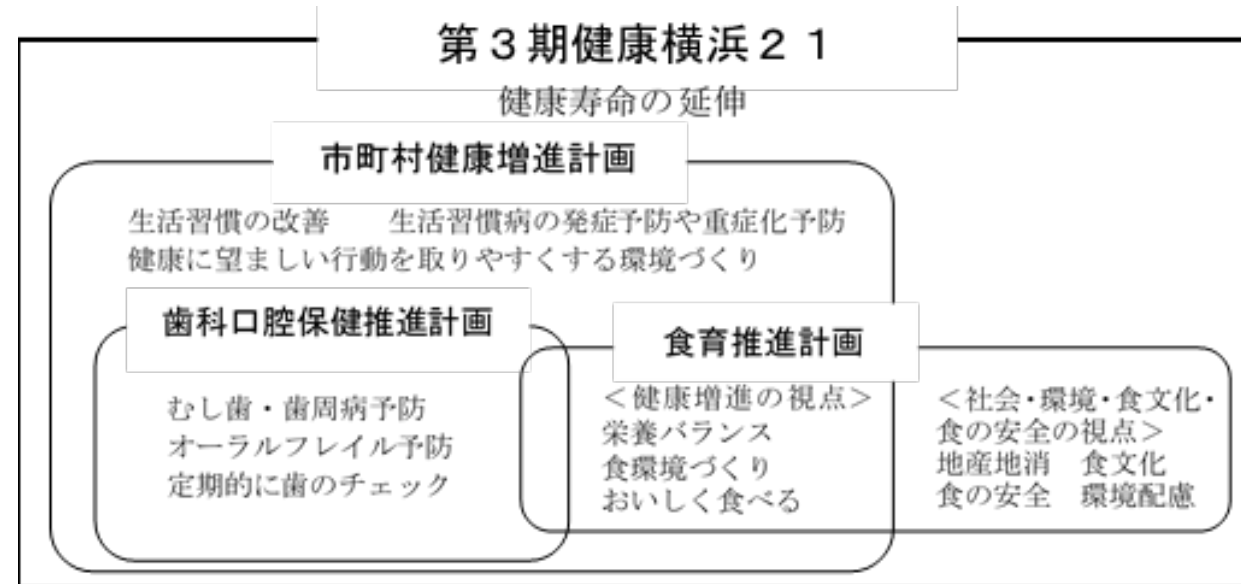 第３期健康横浜２１
健康寿命の延伸
市町村健康増進計画
生活習慣の改善　　生活習慣病の発症予防や重症化予防
健康に望ましい行動を取りやすくする環境づくり
歯科口腔保健推進計画
むし歯・歯周病予防
オーラルフレイル予防
定期的に歯のチェック
食育推進計画
＜健康増進の視点＞
栄養バランス
食環境づくり
おいしく食べる
＜社会・環境・食文化・
食の安全の視点＞
地産地消　食文化
食の安全　環境配慮